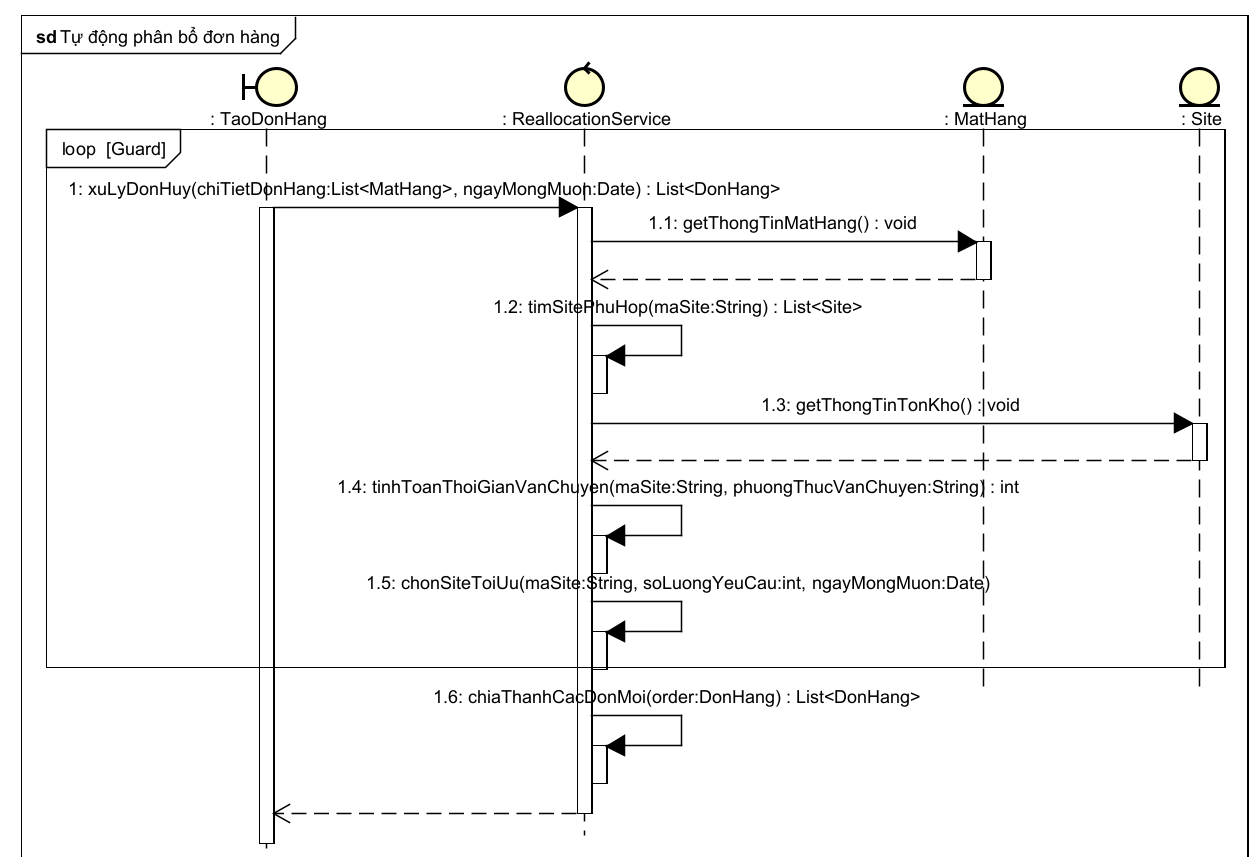 sd Tự động phân bổ đơn hàng
: TaoDonHang
: ReallocationService
: MatHang
: Site
loop [Guard]
1: xuLyDonHuy(chiTietDonHang:List<MatHang>, ngayMongMuon:Date) : List<DonHang>
1.1: getThongTinMatHang() : void
1.2: timSitePhuHop(maSite:String) : List<Site>
1.3: getThongTinTonKho() : void
1.4: tinhToanThoiGianVanChuyen(maSite:String, phuongThucVanChuyen:String) : int
1.5: chonSiteToiUu(maSite:String, soLuongYeuCau:int, ngayMongMuon:Date)
1.6: chiaThanhCacDonMoi(order:DonHang) : List<DonHang>